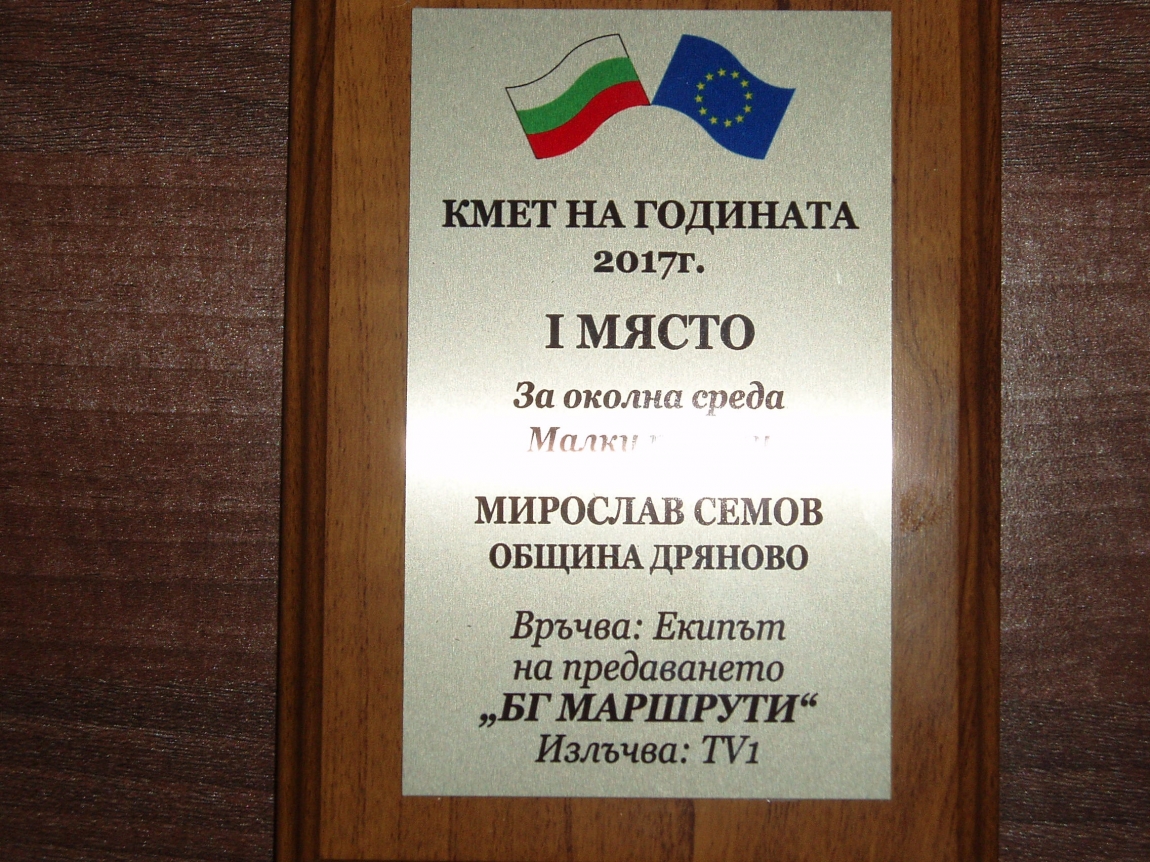 КМЕТ НА ГОДИНАТА
2017г.
I МЯСТО
За околна среда
Малки
МИРОСЛАВ СЕМОВ
ОБЩИНА ДРЯНОВО
Връчва: Екипът
на предаването
„БГ МАРШРУТИ“
Излъчва: TV1